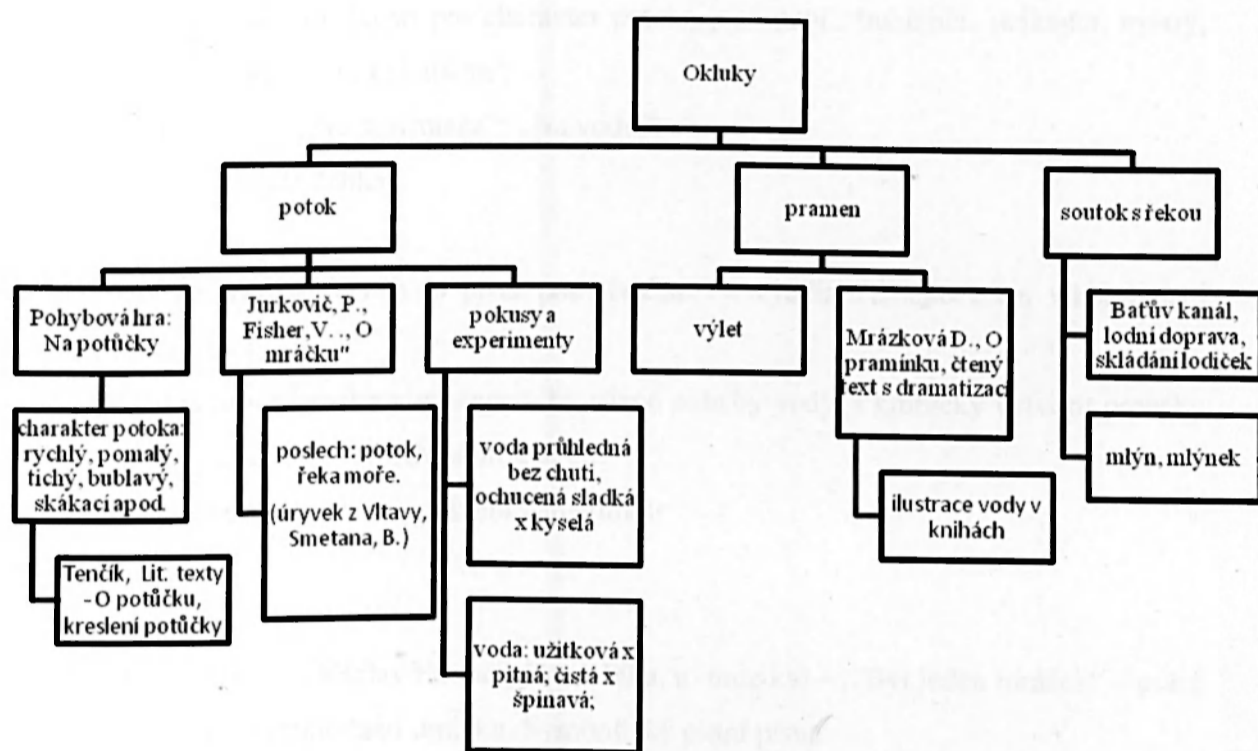 Okluky
potok
pramen
soutok s řekou
Pohybová hra:
Na potůčky
Jurkovič, P.,
Fisher, V. ., O
mráčku"
pokusy a
experimenty
výlet
Mrázková D., O
pramínku, čtený
text s dramatizac
Baťův kanál,
lodní doprava,
skládání lodiček
charakter potoka:
rychlý, pomalý,
tichý, bublavý,
skákací apod.
poslech: potok,
řeka moře.
(úryvek z Vltavy,
Smetana, B.)
voda průhledná
bez chuti,
ochucená sladká
x kyselá
ilustrace vody v
knihách
mlýn, mlýnek
Tenčík, Lit. texty
- O potůčku,
kreslení potůčky
voda: užitková x
pitná; čistá x
špinavá;